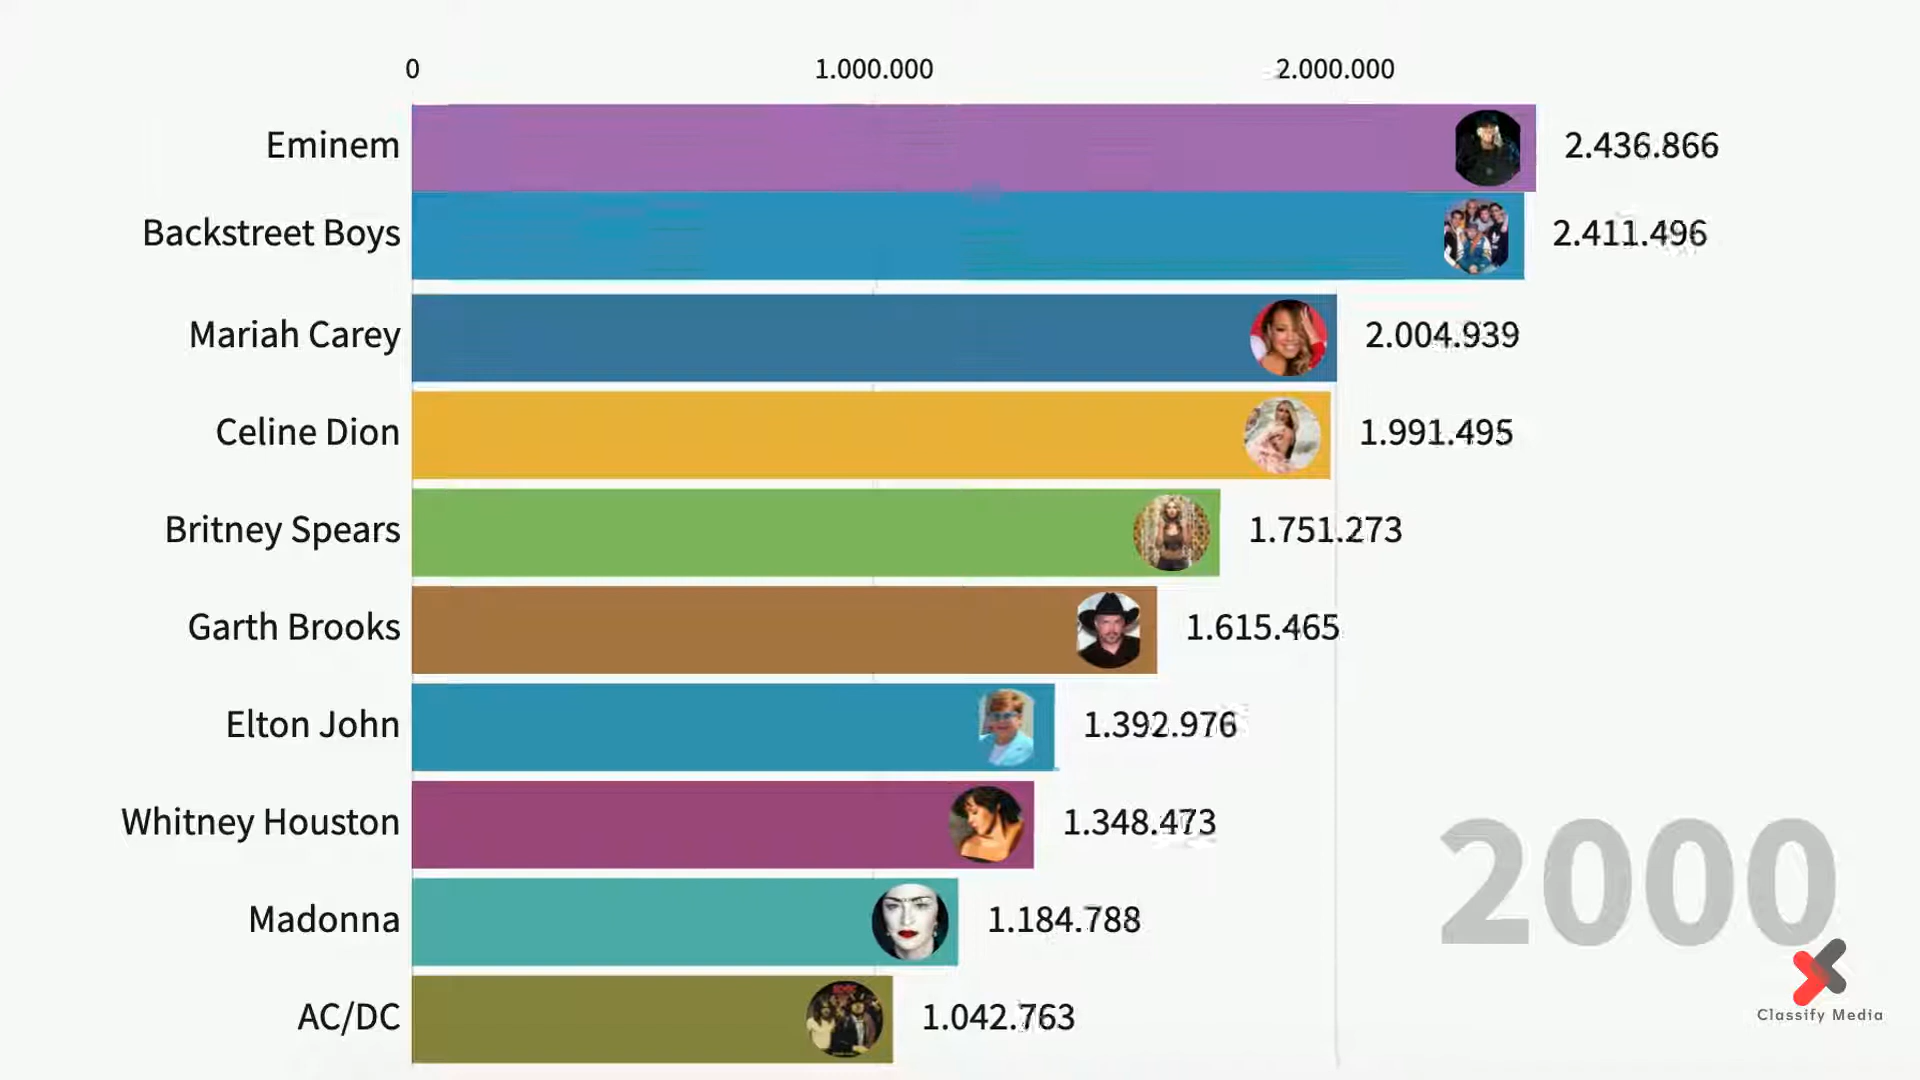 0 1.000.000 2.000.000
Eminem 2.436.866
Backstreet Boys 2.411.496
Mariah Carey 2.004.939
Celine Dion 1.991.495
Britney Spears 1.751.273
Garth Brooks 1.615.465
Elton John 1.392.976
Whitney Houston 1.348.473
Madonna 1.184.788
AC/DC 1.042.763
2000
Classify Media